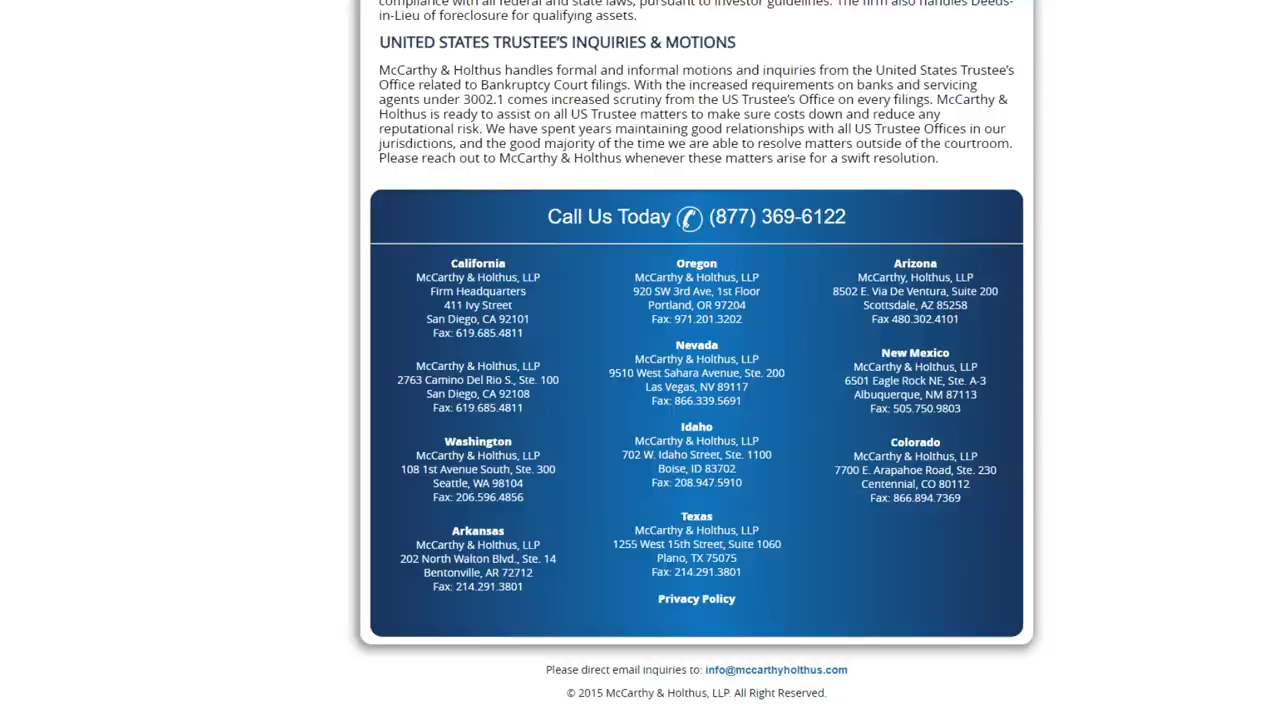 compliance with all federal and state laws, pursuant to investor guidelines. The firm also handles Deeds-
in-Lieu of foreclosure for qualifying assets.
UNITED STATES TRUSTEE'S INQUIRIES & MOTIONS
McCarthy & Holthus handles formal and informal motions and inquiries from the United States Trustee's
Office related to Bankruptcy Court filings. With the increased requirements on banks and servicing
agents under 3002.1 comes increased scrutiny from the US Trustee's Office on every filings. McCarthy &
Holthus is ready to assist on all US Trustee matters to make sure costs down and reduce any
reputational risk. We have spent years maintaining good relationships with all US Trustee Offices in our
jurisdictions, and the good majority of the time we are able to resolve matters outside of the courtroom.
Please reach out to McCarthy & Holthus whenever these matters arise for a swift resolution.
Call Us Today (877) 369-6122
California
McCarthy & Holthus, LLP
Firm Headquarters
411 Ivy Street
San Diego, CA 92101
Fax: 619.685.4811
McCarthy & Holthus, LLP
2763 Camino Del Rio S., Ste. 100
San Diego, CA 92108
Fax: 619.685.4811
Washington
McCarthy & Holthus, LLP
108 1st Avenue South, Ste. 300
Seattle, WA 98104
Fax: 206.596.4856
Arkansas
McCarthy & Holthus, LLP
202 North Walton Blvd., Ste. 14
Bentonville, AR 72712
Fax: 214.291.3801
Oregon
McCarthy & Holthus, LLP
920 SW 3rd Ave, 1st Floor
Portland, OR 97204
Fax: 971.201.3202
Nevada
McCarthy & Holthus, LLP
9510 West Sahara Avenue, Ste. 200
Las Vegas, NV 89117
Fax: 866.339.5691
Idaho
McCarthy & Holthus, LLP
702 W. Idaho Street, Ste. 1100
Boise, ID 83702
Fax: 208.947.5910
Texas
McCarthy & Holthus, LLP
1255 West 15th Street, Suite 1060
Plano, TX 75075
Fax: 214.291.3801
Privacy Policy
Arizona
McCarthy, Holthus, LLP
8502 E. Via De Ventura, Suite 200
Scottsdale, AZ 85258
Fax 480.302.4101
New Mexico
McCarthy & Holthus, LLP
6501 Eagle Rock NE, Ste. A-3
Albuquerque, NM 87113
Fax: 505.750.9803
Colorado
McCarthy & Holthus, LLP
7700 E. Arapahoe Road, Ste. 230
Centennial, CO 80112
Fax: 866.894.7369
Please direct email inquiries to: info@mccarthyholthus.com
© 2015 McCarthy & Holthus, LLP. All Right Reserved.